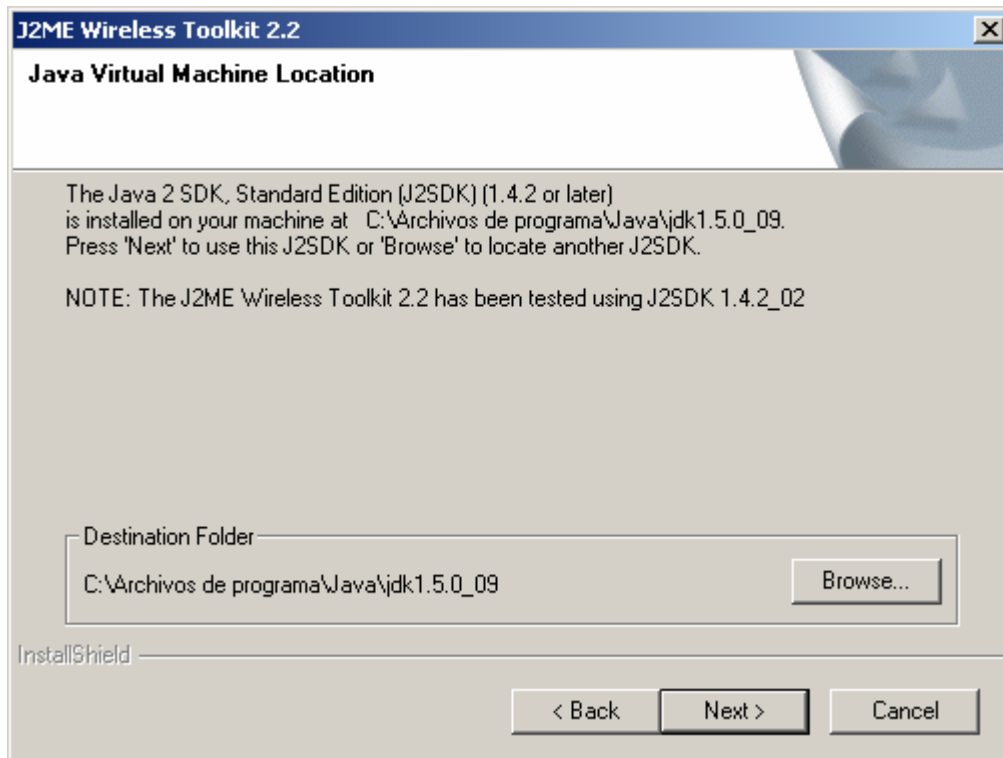 J2ME Wireless Toolkit 2.2
Java Virtual Machine Location
The Java 2 SDK, Standard Edition (J2SDK) (1.4.2 or later)
is installed on your machine at C:\Archivos de programa\Java\jdk1.5.0_09.
Press 'Next' to use this J2SDK or 'Browse' to locate another J2SDK.
NOTE: The J2ME Wireless Toolkit 2.2 has been tested using J2SDK 1.4.2_02
Destination Folder
C:\Archivos de programa\Java\jdk1.5.0_09
Browse...
InstallShield
< Back
Next >
Cancel